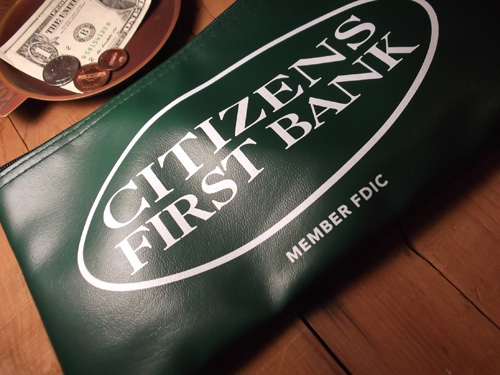 CITIZENS
FIRST BANK
MEMBER FDIC